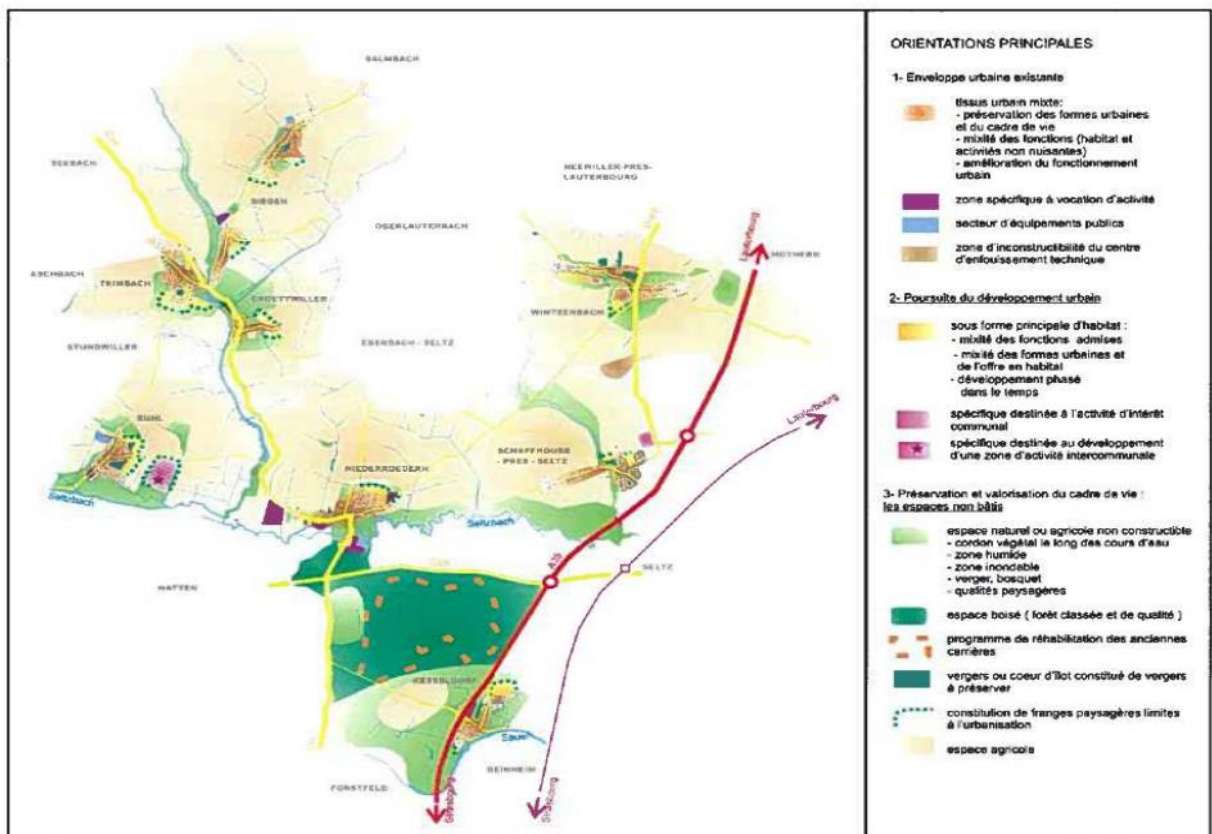 SALMBACH
SEEBACH
NEEWILLER-PRES-
LAUTERBOURG
SIEGEN
OBERLAUTERBACH
Lauterbourg
MOTHERN
ASCHBACH
TRIMBACH
CROETTWILLER
WINTZENBACH
STUNDWILLER
EBERBACH - SELTZ
Lauterbourg
BUHL
SCHAFFHOUSE
- PRES - SELTZ
NIEDERROEDERN
Seltzbach
Seltzbach
A35
SELTZ
HATTEN
KESSELDORF
Sauer
BEINHEIM
FORSTFELD
Strasbourg
Strasbourg
ORIENTATIONS PRINCIPALES
1- Enveloppe urbaine existante
tissus urbain mixte:
- préservation des formes urbaines
et du cadre de vie
- mixité des fonctions (habitat et
activités non nuisantes)
- amélioration du fonctionnement
urbain
zone spécifique à vocation d'activité
secteur d'équipements publics
zone d'inconstructibilité du centre
d'enfouissement technique
2- Poursuite du développement urbain
sous forme principale d'habitat :
- mixité des fonctions admises
- mixité des formes urbaines et
de l'offre en habitat
- développement phasé
dans le temps
spécifique destinée à l'activité d'intérêt
communal
spécifique destinée au développement
d'une zone d'activité intercommunale
3- Préservation et valorisation du cadre de vie :
les espaces non bâtis
espace naturel ou agricole non constructible
- cordon végétal le long des cours d'eau
- zone humide
- zone inondable
- verger, bosquet
- qualités paysagères
espace boisé ( forêt classée et de qualité )
programme de réhabilitation des anciennes
carrières
vergers ou coeur d'îlot constitué de vergers
à préserver
constitution de franges paysagères limites
à l'urbanisation
espace agricole